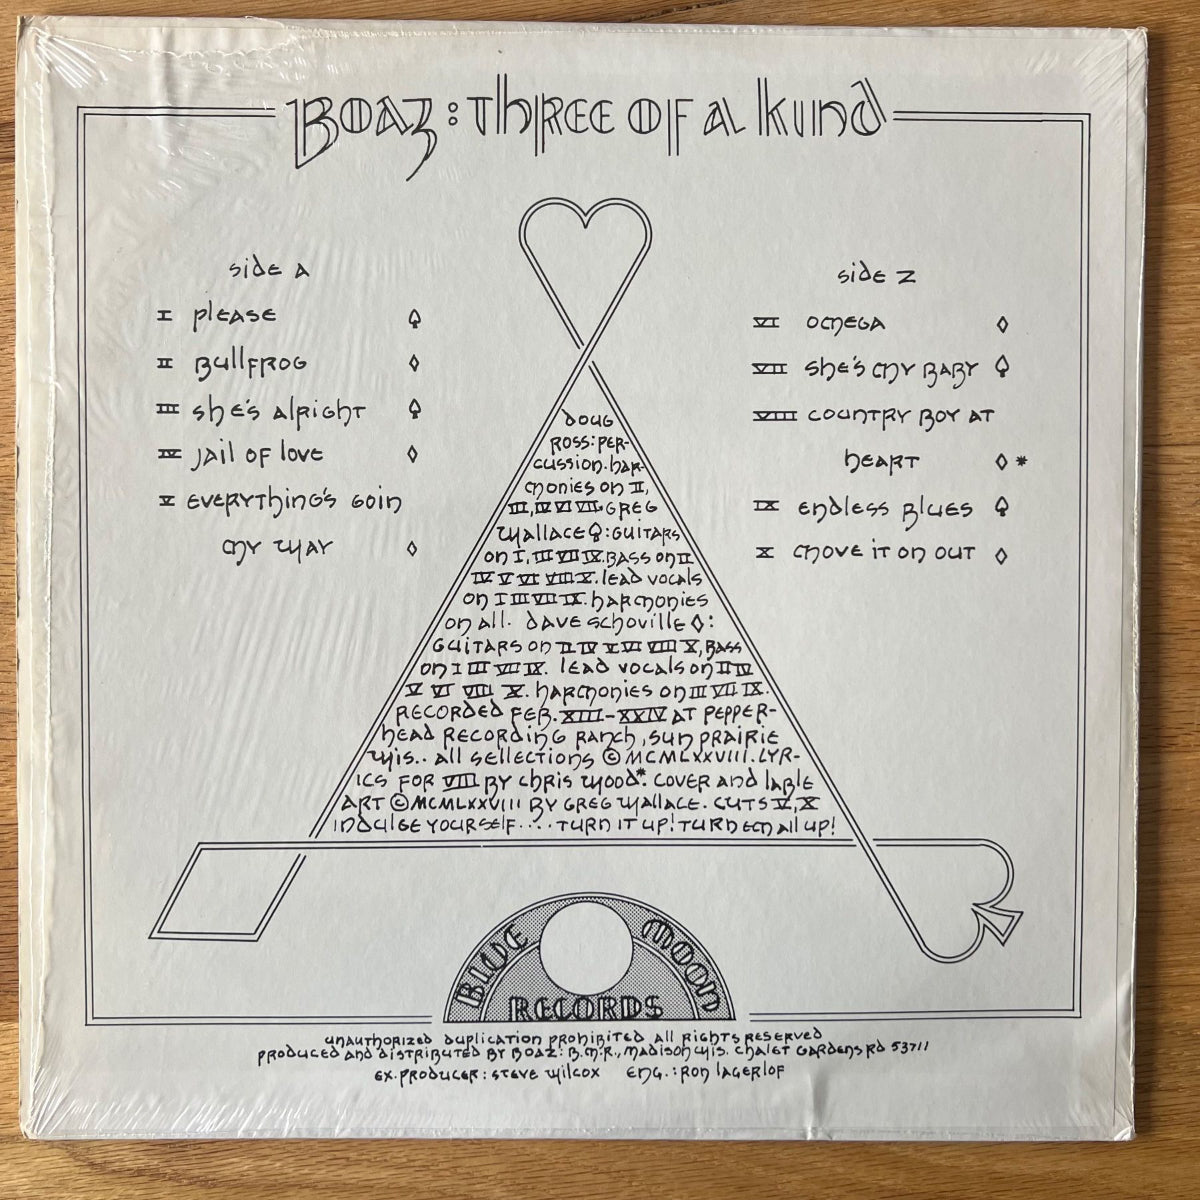 BOAZ: THREE OF A KIND
SIDE A
I PLEASE ♤
II BULLFROG ◊
III SHE'S ALRIGHT ♤
IV JAIL OF LOVE ◊
V EVERYTHING'S GOIN
MY WAY ◊
SIDE Z
VI OMEGA ◊
VII SHE'S MY BABY ♤
VIII COUNTRY BOY AT
HEART ◊ *
IX ENDLESS BLUES ♤
X MOVE IT ON OUT ◊
DOUG
ROSS: PER-
CUSSION. HAR-
MONIES ON II,
III, IV VI VII. GREG
WALLACE ♤: GUITARS
ON I, III VII IX. BASS ON II
IV V VI VIII X. LEAD VOCALS
ON I III VII IX. HARMONIES
ON ALL. DAVE SCHOVILLE ◊:
GUITARS ON II IV V VI VIII X, BASS
ON I III VII IX. LEAD VOCALS ON II IV
V VI VIII X. HARMONIES ON III VII IX.
RECORDED FEB. XIII-XXIV AT PEPPER-
HEAD RECORDING RANCH, SUN PRAIRIE
WIS.. ALL SELLECTIONS © MCMLXXVIII. LYR-
ICS FOR VIII BY CHRIS WOOD*. COVER AND LABLE
ART © MCMLXXVIII BY GREG WALLACE. CUTS V, X
INDULGE YOURSELF.... TURN IT UP! TURN EM ALL UP!
BLUE MOON
RECORDS
UNAUTHORIZED DUPLICATION PROHIBITED ALL RIGHTS RESERVED
PRODUCED AND DISTRIBUTED BY BOAZ: B.M.R., MADISON WIS. CHALET GARDENS RD 53711
EX. PRODUCER: STEVE WILCOX ENG.: RON LAGERLOF